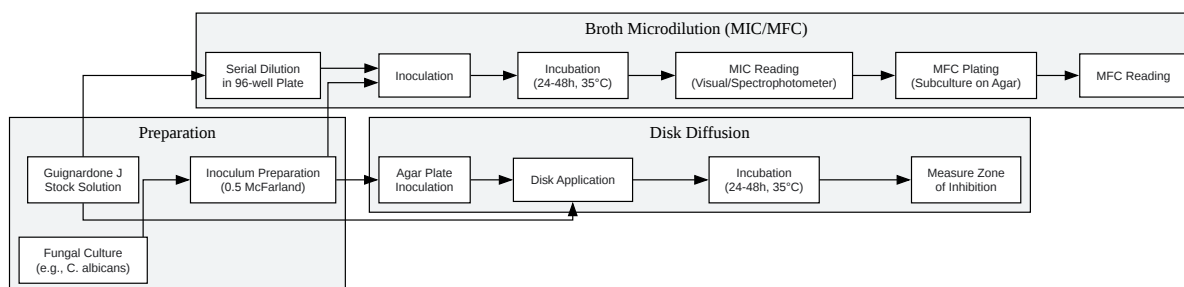 Broth Microdilution (MIC/MFC)
Serial Dilution
in 96-well Plate
Inoculation
Incubation
(24-48h, 35°C)
MIC Reading
(Visual/Spectrophotometer)
MFC Plating
(Subculture on Agar)
MFC Reading
Preparation
Guignardone J
Stock Solution
Inoculum Preparation
(0.5 McFarland)
Fungal Culture
(e.g., C. albicans)
Disk Diffusion
Agar Plate
Inoculation
Disk Application
Incubation
(24-48h, 35°C)
Measure Zone
of Inhibition